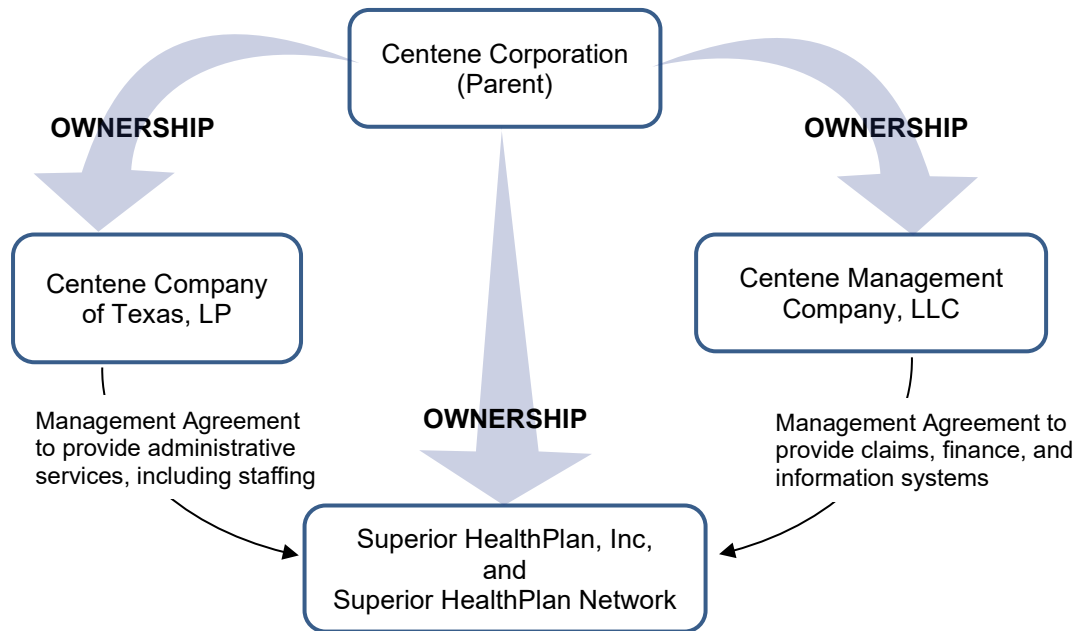 Centene Corporation
(Parent)
OWNERSHIP
OWNERSHIP
Centene Company
of Texas, LP
Centene Management
Company, LLC
OWNERSHIP
Management Agreement
to provide administrative
services, including staffing
Management Agreement to
provide claims, finance, and
information systems
Superior HealthPlan, Inc,
and
Superior HealthPlan Network